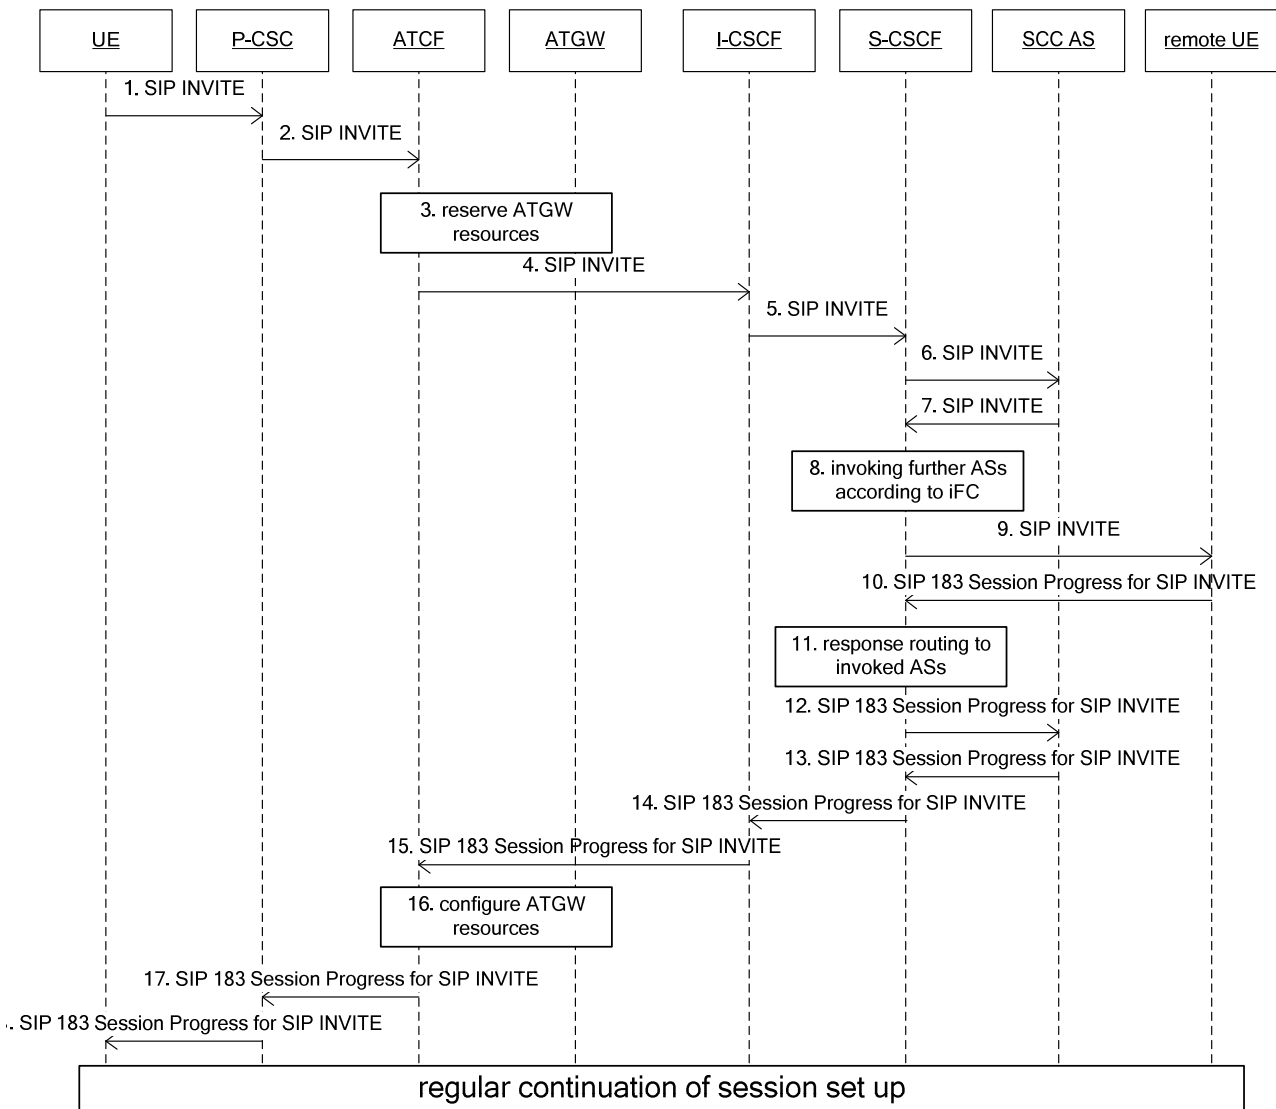 UE P-CSC ATCF ATGW I-CSCF S-CSCF SCC AS remote UE
1. SIP INVITE
2. SIP INVITE
3. reserve ATGW
resources
4. SIP INVITE
5. SIP INVITE
6. SIP INVITE
7. SIP INVITE
8. invoking further ASs
according to iFC
9. SIP INVITE
10. SIP 183 Session Progress for SIP INVITE
11. response routing to
invoked ASs
12. SIP 183 Session Progress for SIP INVITE
13. SIP 183 Session Progress for SIP INVITE
14. SIP 183 Session Progress for SIP INVITE
15. SIP 183 Session Progress for SIP INVITE
16. configure ATGW
resources
17. SIP 183 Session Progress for SIP INVITE
. SIP 183 Session Progress for SIP INVITE
regular continuation of session set up